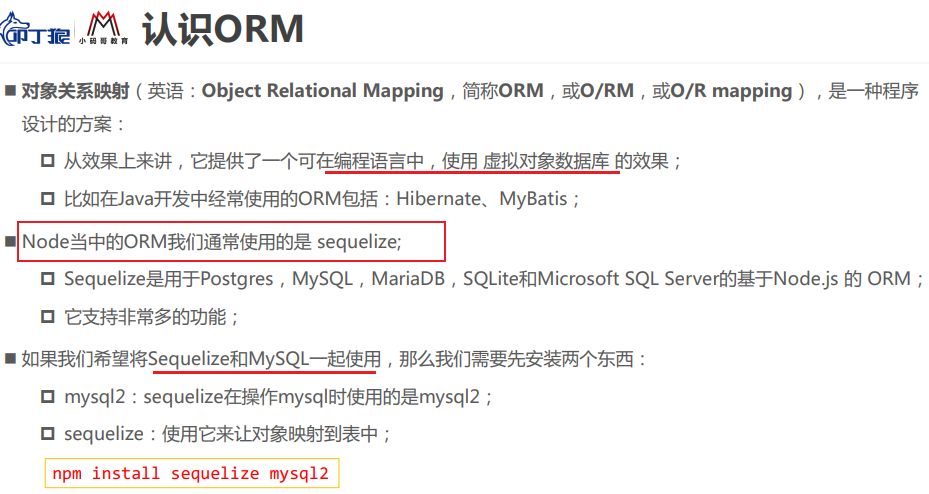 叩丁狼 小码哥教育 认识ORM
■ 对象关系映射（英语：Object Relational Mapping，简称ORM，或O/RM，或O/R mapping），是一种程序
设计的方案：
从效果上来讲，它提供了一个可在编程语言中，使用 虚拟对象数据库 的效果；
比如在Java开发中经常使用的ORM包括：Hibernate、MyBatis；
■ Node当中的ORM我们通常使用的是 sequelize;
Sequelize是用于Postgres，MySQL，MariaDB，SQLite和Microsoft SQL Server的基于Node.js 的 ORM；
它支持非常多的功能；
■ 如果我们希望将Sequelize和MySQL一起使用，那么我们需要先安装两个东西：
mysql2：sequelize在操作mysql时使用的是mysql2；
sequelize：使用它来让对象映射到表中；
npm install sequelize mysql2